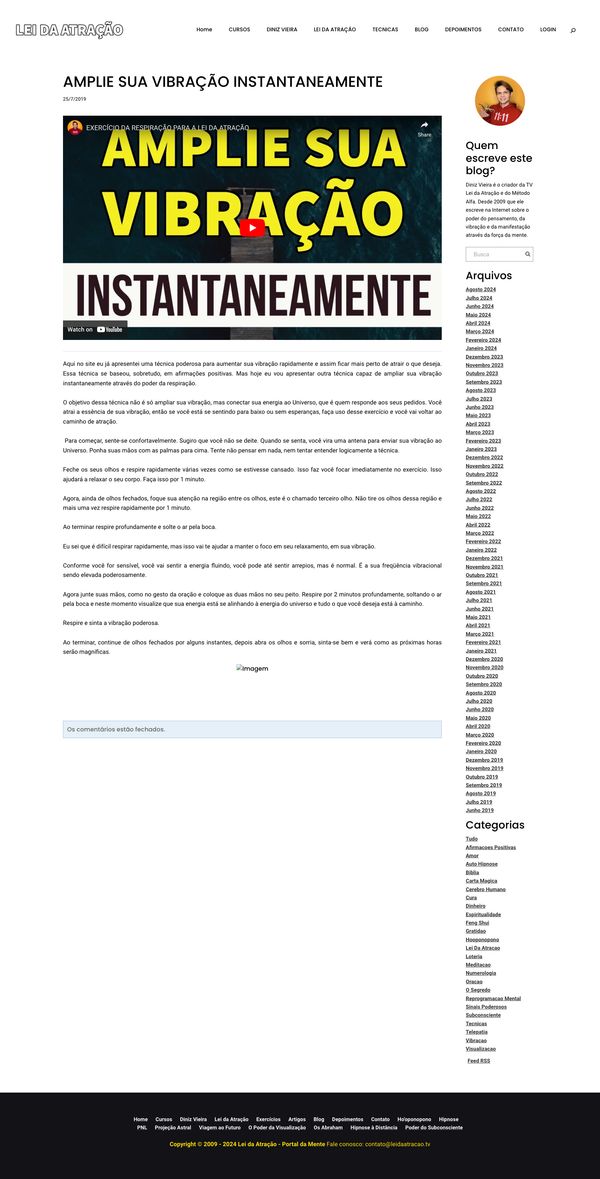 LEI DA ATRAÇÃO
Home CURSOS DINIZ VIEIRA LEI DA ATRAÇÃO TECNICAS BLOG DEPOIMENTOS CONTATO LOGIN
AMPLIE SUA VIBRAÇÃO INSTANTANEAMENTE
25/7/2019
EXERCÍCIO DA RESPIRAÇÃO PARA A LEI DA ATRAÇÃO
Share
AMPLIE SUA
VIBRAÇÃO
INSTANTANEAMENTE
Watch on YouTube
Aqui no site eu já apresentei uma técnica poderosa para aumentar sua vibração rapidamente e assim ficar mais perto de atrair o que deseja.
Essa técnica se baseou, sobretudo, em afirmações positivas. Mas hoje eu vou apresentar outra técnica capaz de ampliar sua vibração
instantaneamente através do poder da respiração.
O objetivo dessa técnica não é só ampliar sua vibração, mas conectar sua energia ao Universo, que é quem responde aos seus pedidos. Você
atrai a essência de sua vibração, então se você está se sentindo para baixo ou sem esperanças, faça uso desse exercício e você vai voltar ao
caminho de atração.
Para começar, sente-se confortavelmente. Sugiro que você não se deite. Quando se senta, você vira uma antena para enviar sua vibração ao
Universo. Ponha suas mãos com as palmas para cima. Tente não pensar em nada, nem tentar entender logicamente a técnica.
Feche os seus olhos e respire rapidamente várias vezes como se estivesse cansado. Isso faz você focar imediatamente no exercício. Isso
ajudará a relaxar o seu corpo. Faça isso por 1 minuto.
Agora, ainda de olhos fechados, foque sua atenção na região entre os olhos, este é o chamado terceiro olho. Não tire os olhos dessa região e
mais uma vez respire rapidamente por 1 minuto.
Ao terminar respire profundamente e solte o ar pela boca.
Eu sei que é difícil respirar rapidamente, mas isso vai te ajudar a manter o foco em seu relaxamento, em sua vibração.
Conforme você for sensível, você vai sentir a energia fluindo, você pode até sentir arrepios, mas é normal. É a sua freqüência vibracional
sendo elevada poderosamente.
Agora junte suas mãos, como no gesto da oração e coloque as duas mãos no seu peito. Respire por 2 minutos profundamente, soltando o ar
pela boca e neste momento visualize que sua energia está se alinhando à energia do universo e tudo o que você deseja está à caminho.
Respire e sinta a vibração poderosa.
Ao terminar, continue de olhos fechados por alguns instantes, depois abra os olhos e sorria, sinta-se bem e verá como as próximas horas
serão magníficas.
imagem
Os comentários estão fechados.
11:11
Quem
escreve este
blog?
Diniz Vieira é o criador da TV
Lei da Atração e do Método
Alfa. Desde 2009 que ele
escreve na Internet sobre o
poder do pensamento, da
vibração e da manifestação
através da força da mente.
Busca
Arquivos
Agosto 2024
Julho 2024
Junho 2024
Maio 2024
Abril 2024
Março 2024
Fevereiro 2024
Janeiro 2024
Dezembro 2023
Novembro 2023
Outubro 2023
Setembro 2023
Agosto 2023
Julho 2023
Junho 2023
Maio 2023
Abril 2023
Março 2023
Fevereiro 2023
Janeiro 2023
Dezembro 2022
Novembro 2022
Outubro 2022
Setembro 2022
Agosto 2022
Julho 2022
Junho 2022
Maio 2022
Abril 2022
Março 2022
Fevereiro 2022
Janeiro 2022
Dezembro 2021
Novembro 2021
Outubro 2021
Setembro 2021
Agosto 2021
Julho 2021
Junho 2021
Maio 2021
Abril 2021
Março 2021
Fevereiro 2021
Janeiro 2021
Dezembro 2020
Novembro 2020
Outubro 2020
Setembro 2020
Agosto 2020
Julho 2020
Junho 2020
Maio 2020
Abril 2020
Março 2020
Fevereiro 2020
Janeiro 2020
Dezembro 2019
Novembro 2019
Outubro 2019
Setembro 2019
Agosto 2019
Julho 2019
Junho 2019
Categorias
Tudo
Afirmacoes Positivas
Amor
Auto Hipnose
Biblia
Carta Magica
Cerebro Humano
Cura
Dinheiro
Espiritualidade
Feng Shui
Gratidao
Hooponopono
Lei Da Atracao
Loteria
Meditacao
Numerologia
Oracao
O Segredo
Reprogramacao Mental
Sinais Poderosos
Subconsciente
Tecnicas
Telepatia
Vibracao
Visualizacao
Feed RSS
Home Cursos Diniz Vieira Lei da Atração Exercícios Artigos Blog Depoimentos Contato Ho'oponopono Hipnose
PNL Projeção Astral Viagem ao Futuro O Poder da Visualização Os Abraham Hipnose à Distância Poder do Subconsciente
Copyright © 2009 - 2024 Lei da Atração - Portal da Mente Fale conosco: contato@leidaatracao.tv